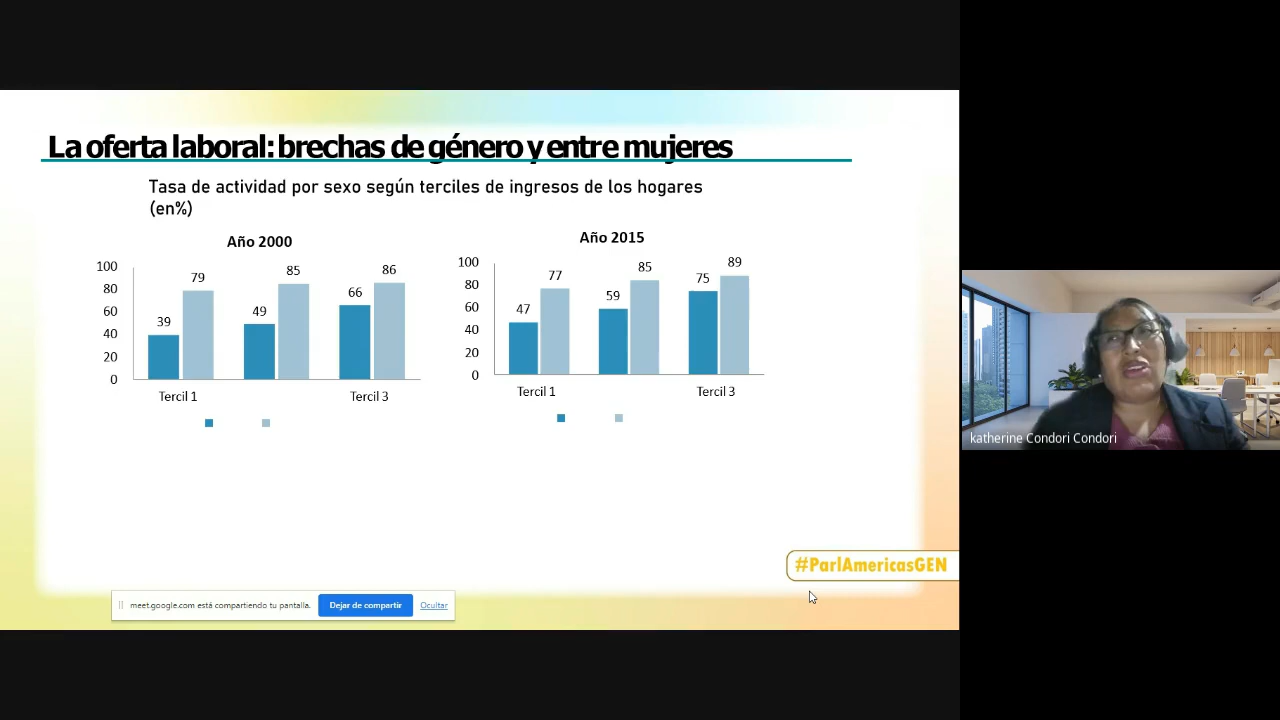 La oferta laboral: brechas de género y entre mujeres
Tasa de actividad por sexo según terciles de ingresos de los hogares
(en%)
Año 2000
100
80
60
40
20
0
39
79
49
85
66
86
Tercil 1
Tercil 3
Año 2015
100
80
60
40
20
0
47
77
59
85
75
89
Tercil 1
Tercil 3
#ParlAmericasGEN
meet.google.com está compartiendo tu pantalla.
Dejar de compartir
Ocultar
katherine Condori Condori